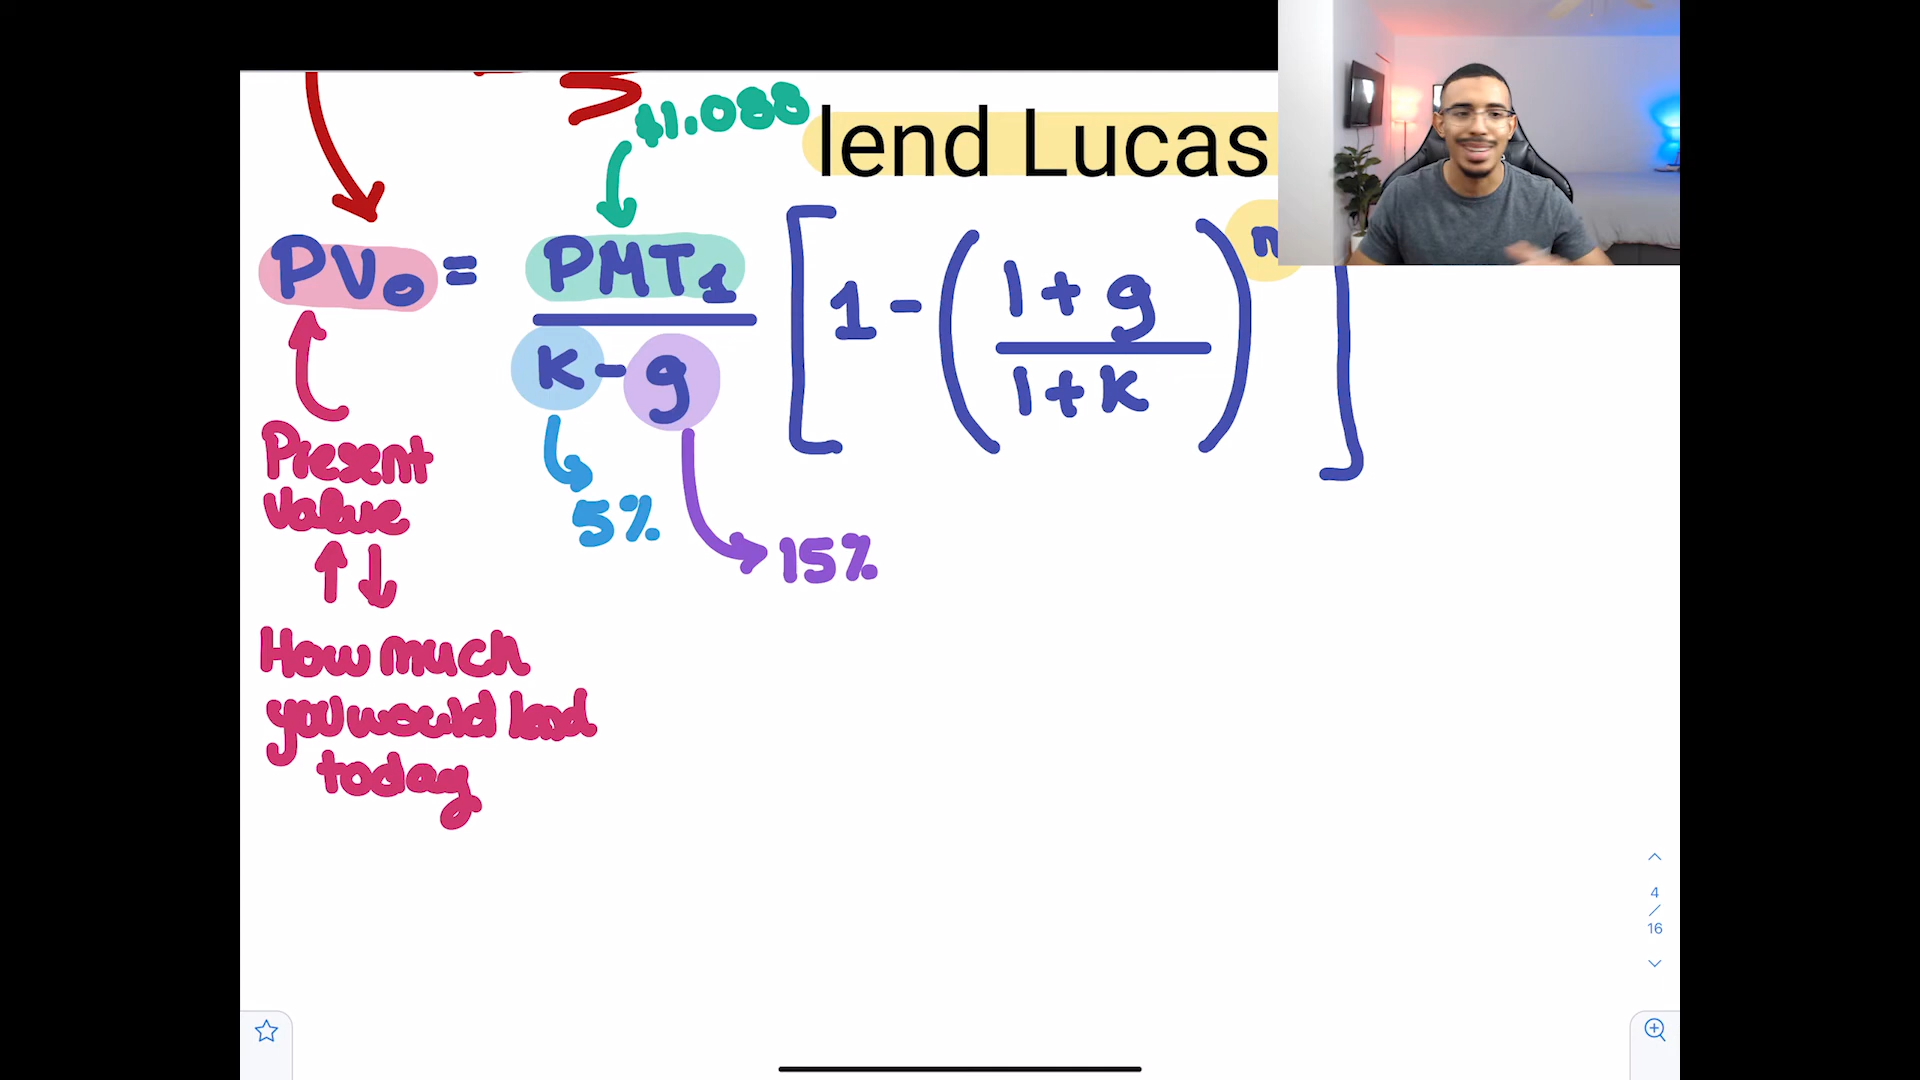 $1.088
lend Lucas
PV₀ = PMT₁ / k - g [ 1 - ( 1 + g / 1 + k )ⁿ ]
5%
15%
Present
Value
How much
you would lend
today
4
/
16